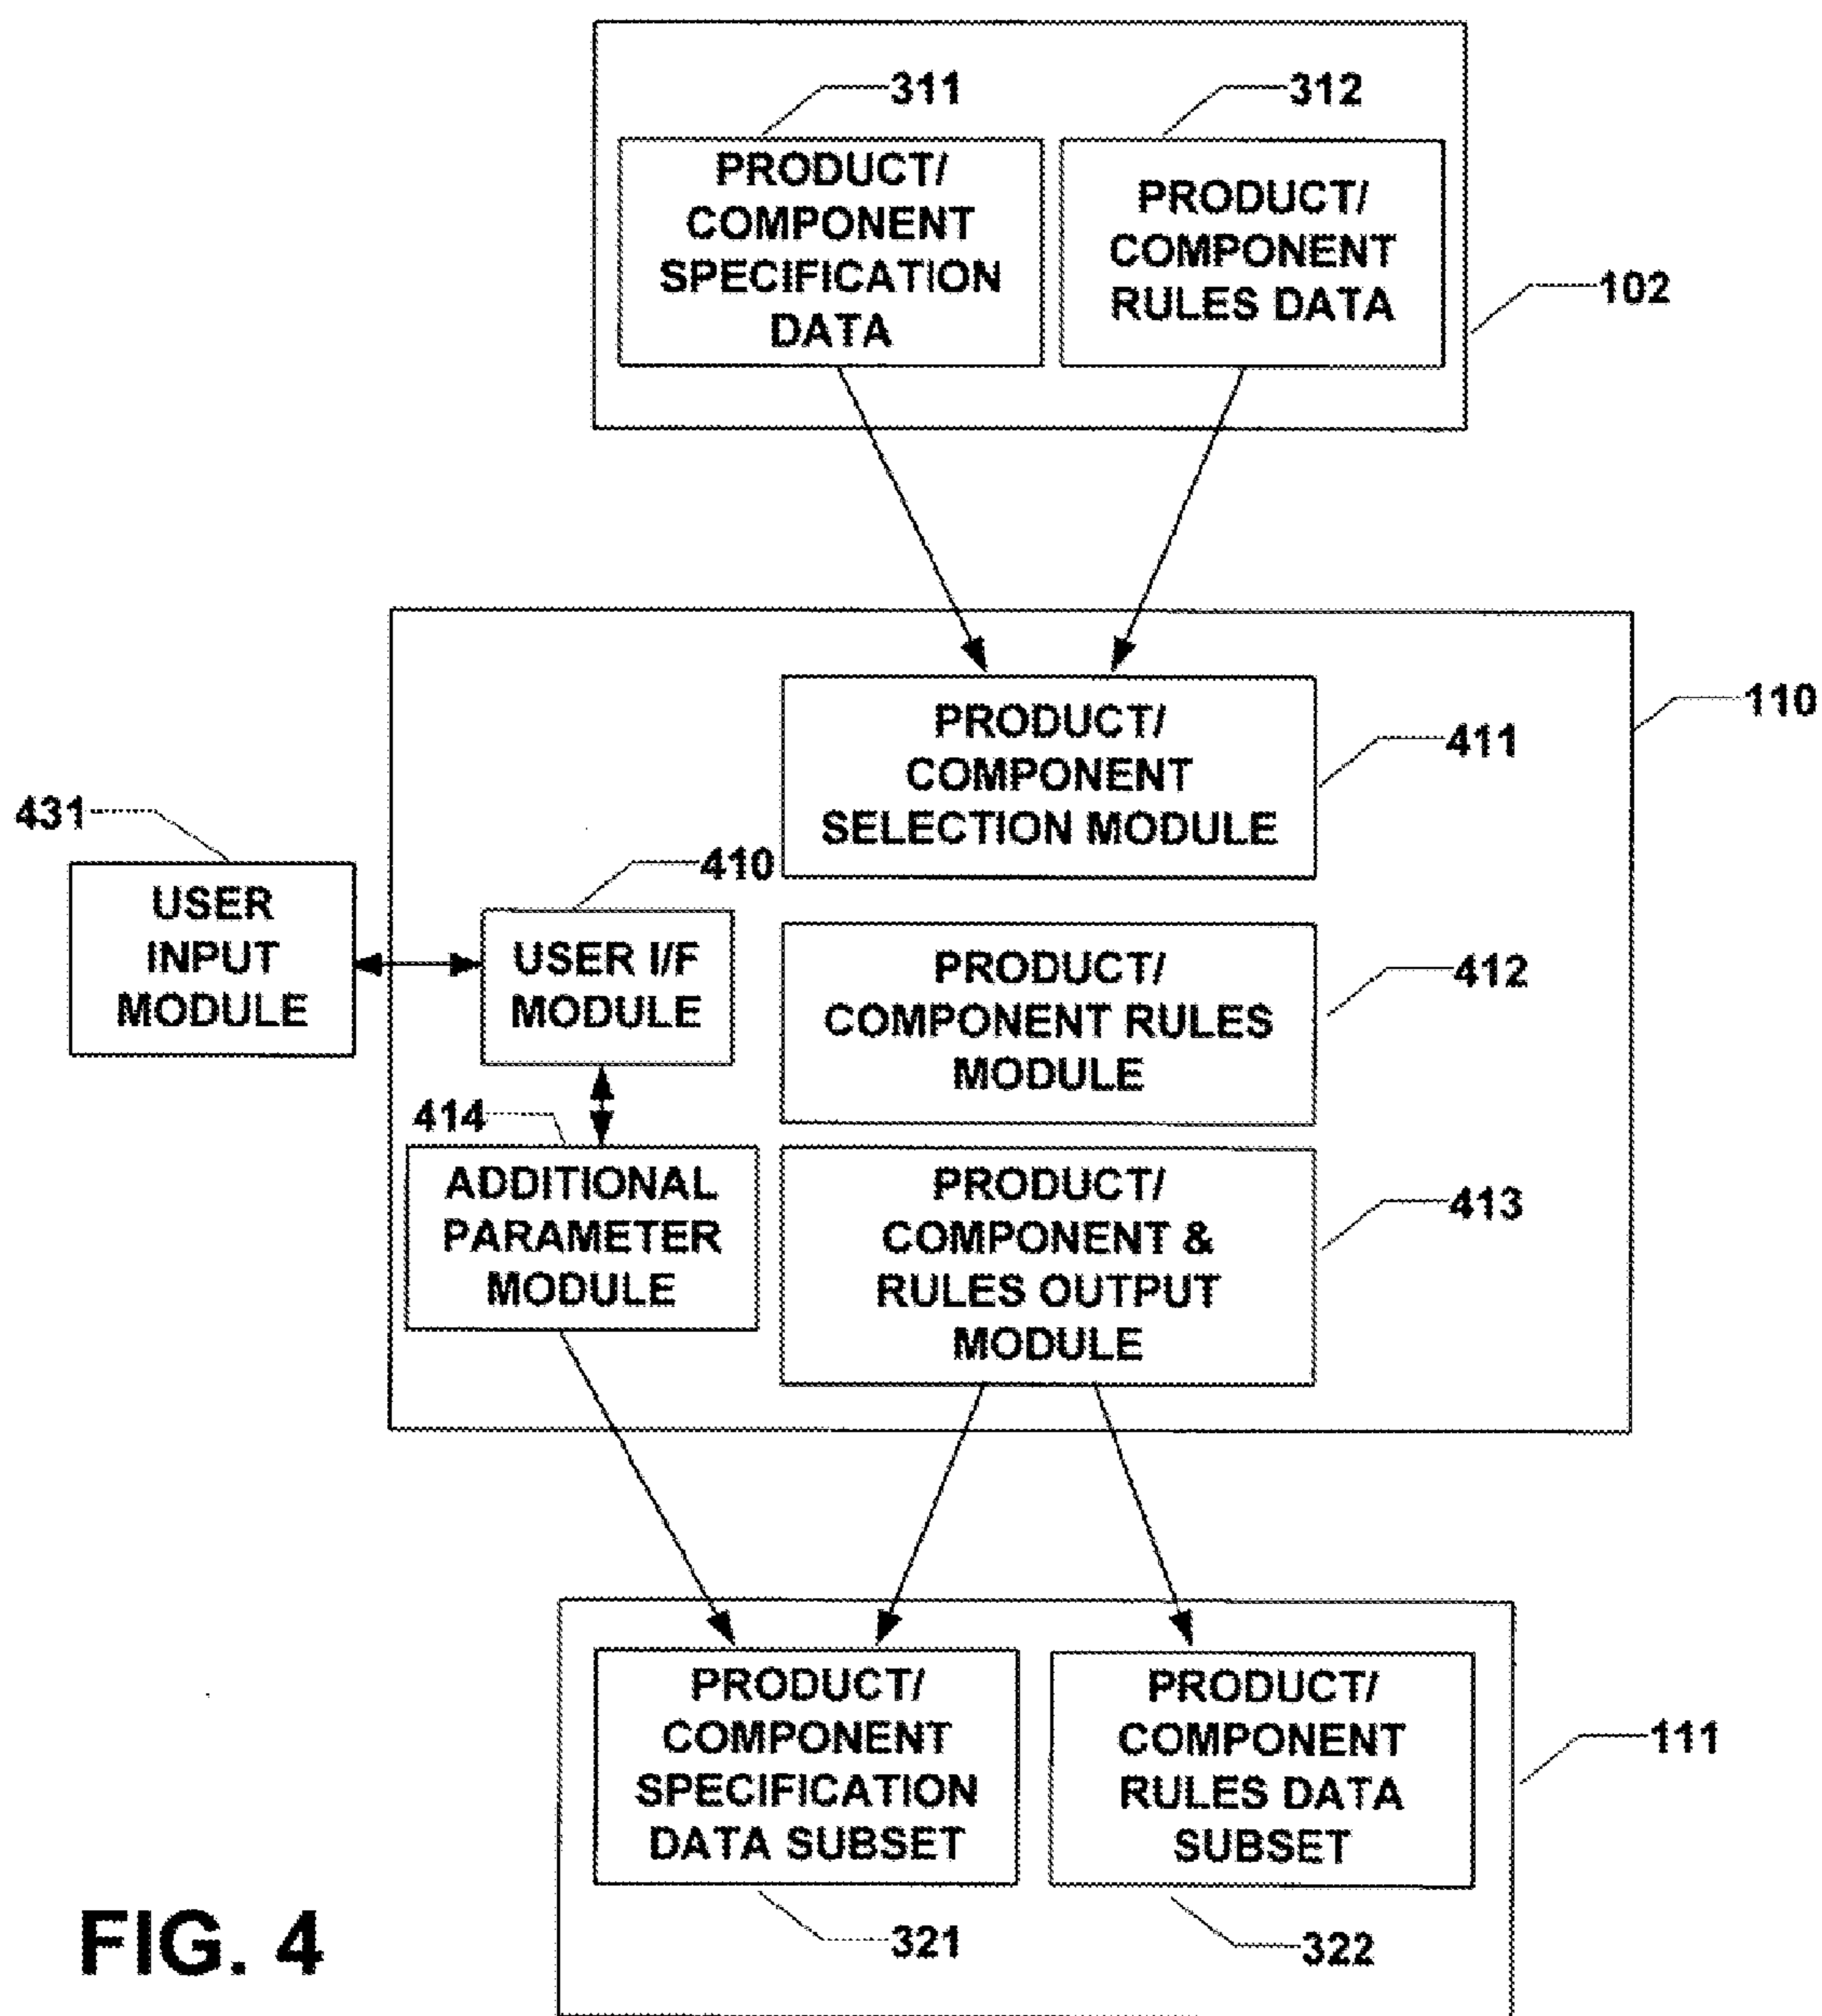 311
312
PRODUCT/
COMPONENT
SPECIFICATION
DATA
PRODUCT/
COMPONENT
RULES DATA
102
110
PRODUCT/
COMPONENT
SELECTION MODULE
411
431
USER
INPUT
MODULE
410
USER I/F
MODULE
PRODUCT/
COMPONENT RULES
MODULE
412
414
ADDITIONAL
PARAMETER
MODULE
PRODUCT/
COMPONENT &
RULES OUTPUT
MODULE
413
PRODUCT/
COMPONENT
SPECIFICATION
DATA SUBSET
PRODUCT/
COMPONENT
RULES DATA
SUBSET
111
321
322
FIG. 4